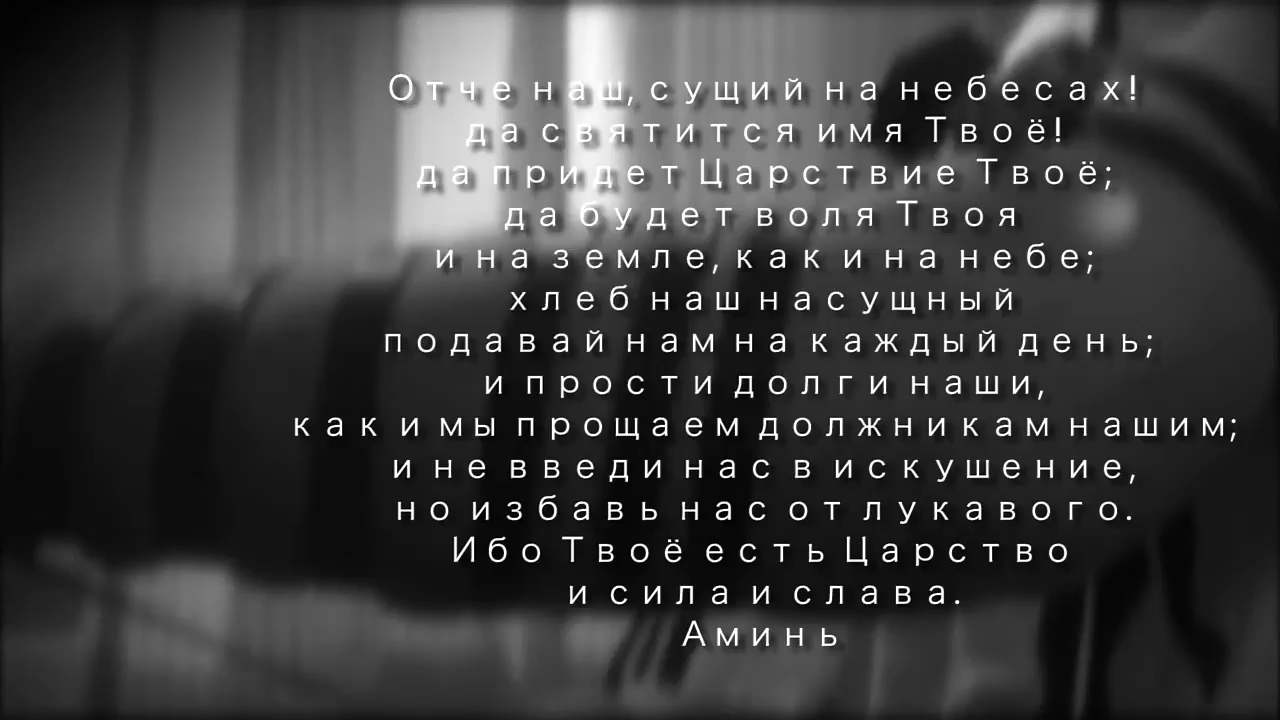 Отче наш, сущий на небесах!
да святится имя Твоё!
да придет Царствие Твоё;
да будет воля Твоя
и на земле, как и на небе;
хлеб наш насущный
подавай нам на каждый день;
и прости долги наши,
как и мы прощаем должникам нашим;
и не введи нас в искушение,
но избавь нас от лукавого.
Ибо Твоё есть Царство
и сила и слава.
Аминь